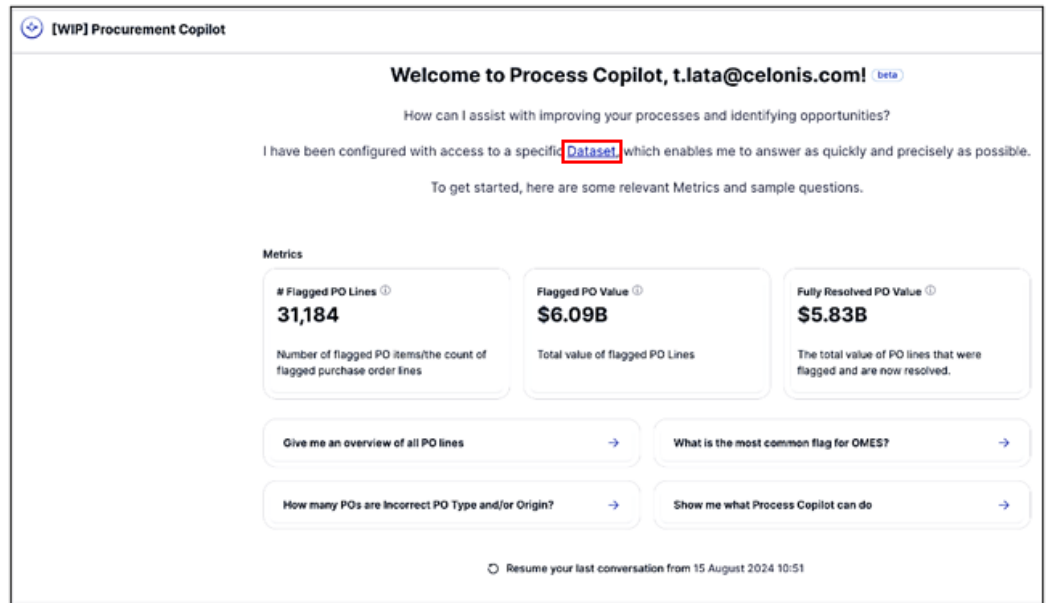 [WIP] Procurement Copilot
Welcome to Process Copilot, t.lata@celonis.com! beta
How can I assist with improving your processes and identifying opportunities?
I have been configured with access to a specific Dataset, which enables me to answer as quickly and precisely as possible.
To get started, here are some relevant Metrics and sample questions.
Metrics
# Flagged PO Lines ⓘ
31,184
Number of flagged PO items/the count of
flagged purchase order lines
Flagged PO Value ⓘ
$6.09B
Total value of flagged PO Lines
Fully Resolved PO Value ⓘ
$5.83B
The total value of PO lines that were
flagged and are now resolved.
Give me an overview of all PO lines →
What is the most common flag for OMES? →
How many POs are Incorrect PO Type and/or Origin? →
Show me what Process Copilot can do →
Resume your last conversation from 15 August 2024 10:51